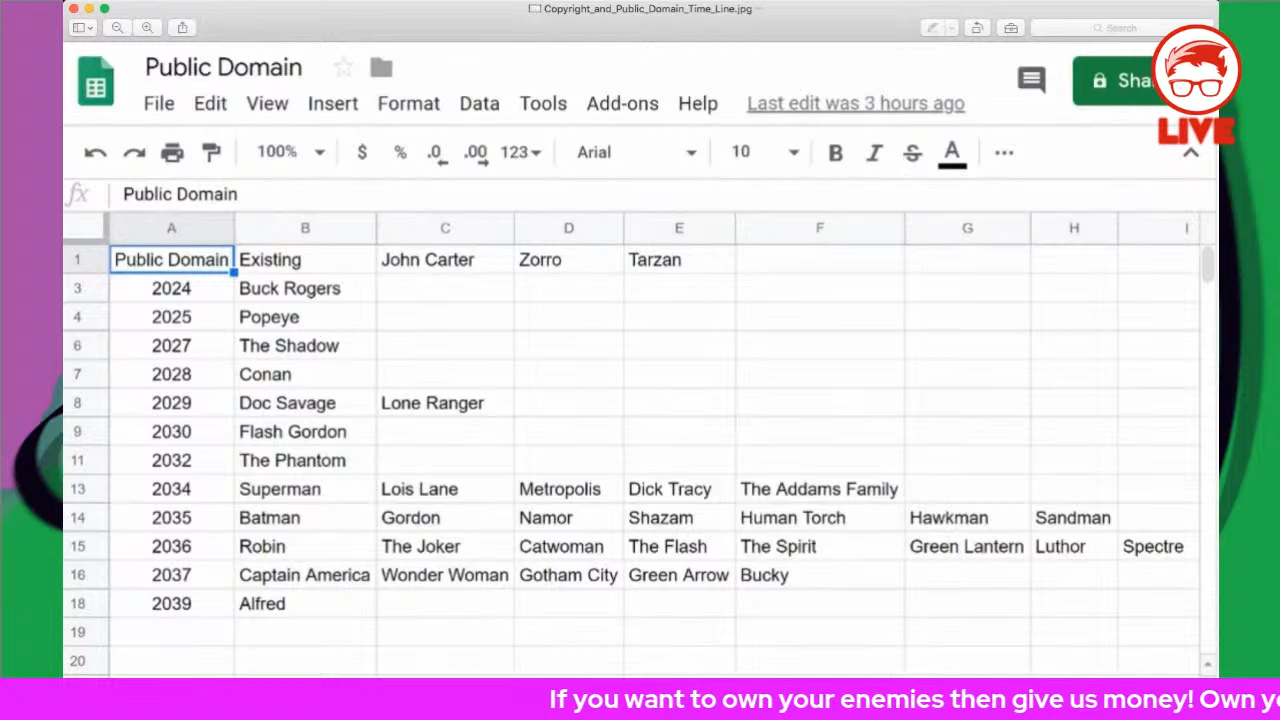 Copyright_and_Public_Domain_Time_Line.jpg
Search
Public Domain
Sha
LIVE
File Edit View Insert Format Data Tools Add-ons Help Last edit was 3 hours ago
100% $ % .0 .00 123 Arial 10 B I S A ...
fx Public Domain
A B C D E F G H I
1 Public Domain Existing John Carter Zorro Tarzan
3 2024 Buck Rogers
4 2025 Popeye
6 2027 The Shadow
7 2028 Conan
8 2029 Doc Savage Lone Ranger
9 2030 Flash Gordon
11 2032 The Phantom
13 2034 Superman Lois Lane Metropolis Dick Tracy The Addams Family
14 2035 Batman Gordon Namor Shazam Human Torch Hawkman Sandman
15 2036 Robin The Joker Catwoman The Flash The Spirit Green Lantern Luthor Spectre
16 2037 Captain America Wonder Woman Gotham City Green Arrow Bucky
18 2039 Alfred
19
20
If you want to own your enemies then give us money! Own yo